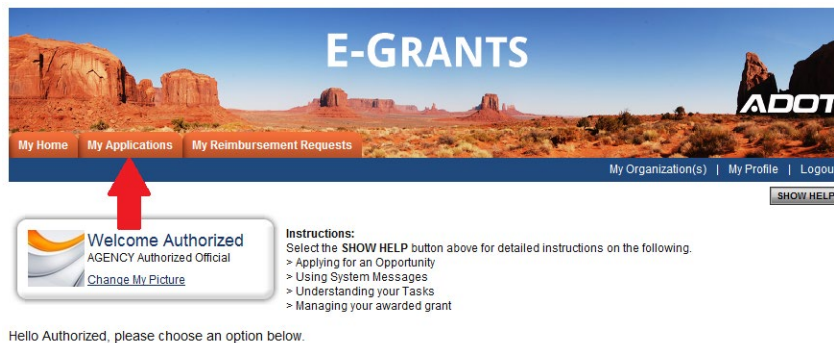 E-GRANTS
ADOT
My Home My Applications My Reimbursement Requests
My Organization(s) | My Profile | Logou
SHOW HELP
Welcome Authorized
AGENCY Authorized Official
Change My Picture
Instructions:
Select the SHOW HELP button above for detailed instructions on the following.
> Applying for an Opportunity
> Using System Messages
> Understanding your Tasks
> Managing your awarded grant
Hello Authorized, please choose an option below.